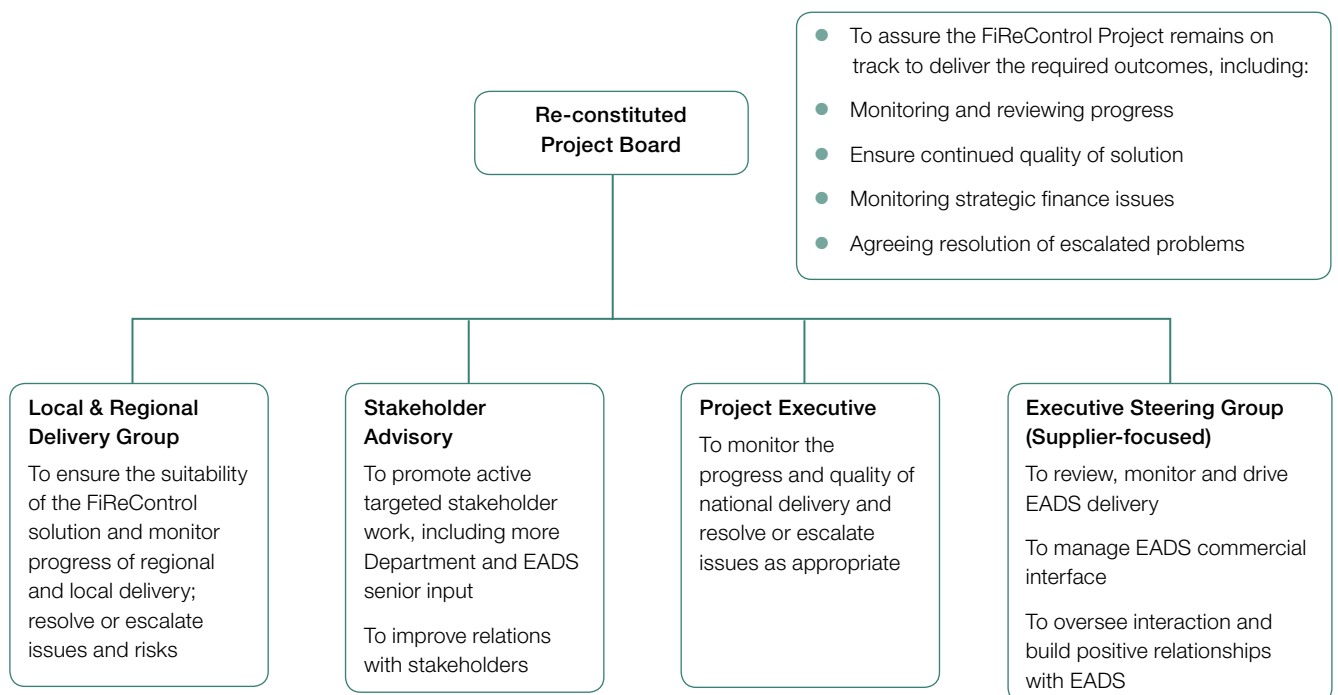 Re-constituted
Project Board
● To assure the FiReControl Project remains on
track to deliver the required outcomes, including:
● Monitoring and reviewing progress
● Ensure continued quality of solution
● Monitoring strategic finance issues
● Agreeing resolution of escalated problems
Local & Regional
Delivery Group
To ensure the suitability
of the FiReControl
solution and monitor
progress of regional
and local delivery;
resolve or escalate
issues and risks
Stakeholder
Advisory
To promote active
targeted stakeholder
work, including more
Department and EADS
senior input
To improve relations
with stakeholders
Project Executive
To monitor the
progress and quality of
national delivery and
resolve or escalate
issues as appropriate
Executive Steering Group
(Supplier-focused)
To review, monitor and drive
EADS delivery
To manage EADS commercial
interface
To oversee interaction and
build positive relationships
with EADS